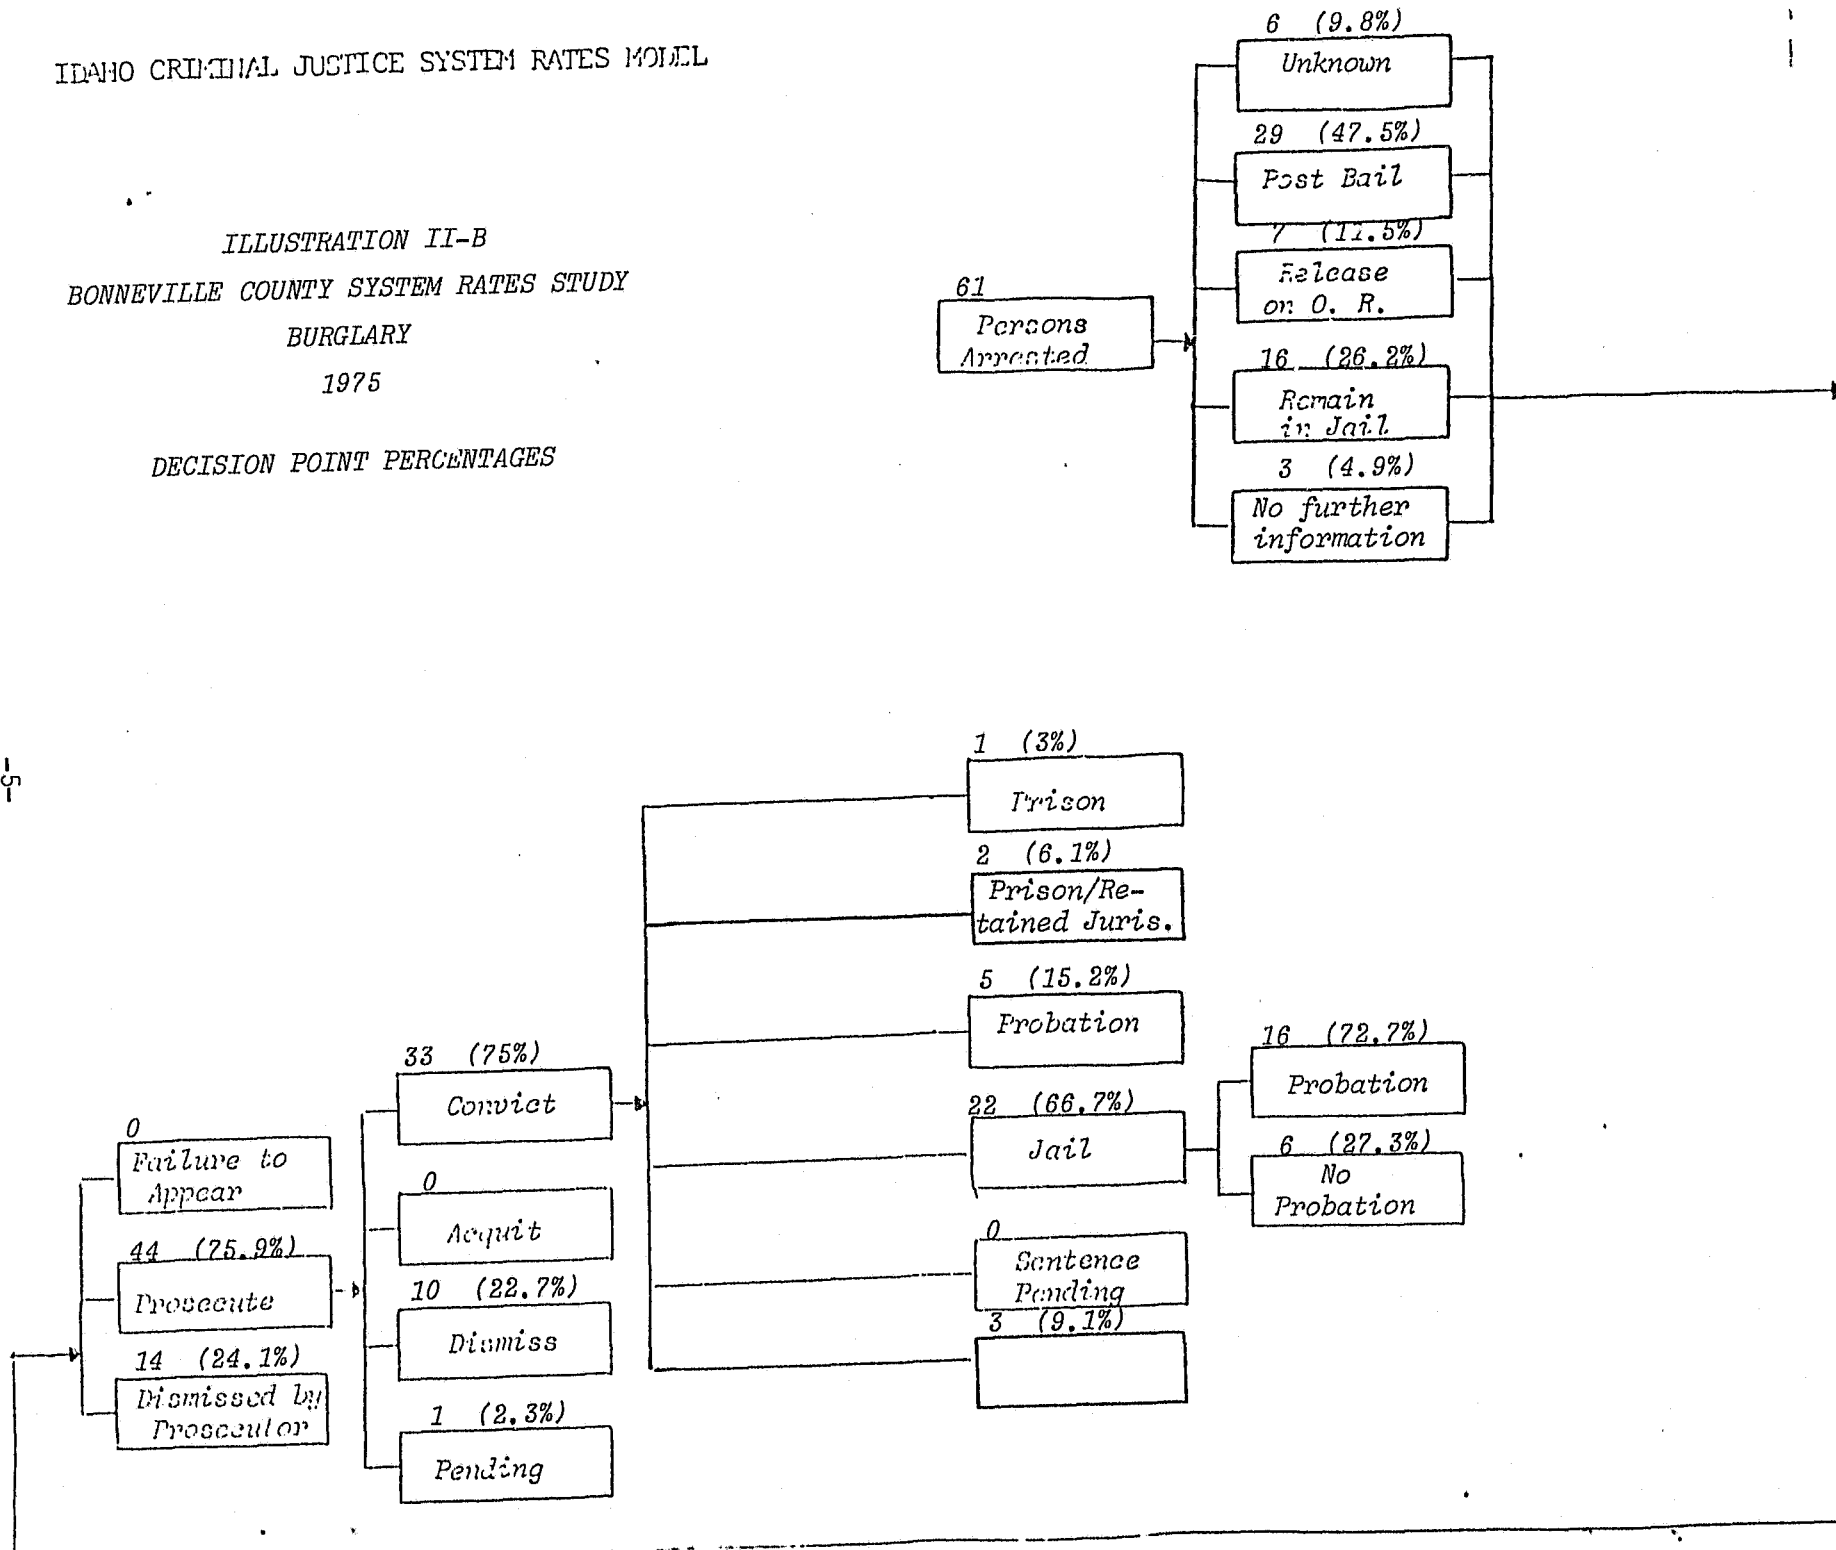 IDAHO CRIMINAL JUSTICE SYSTEM RATES MODEL
ILLUSTRATION II-B
BONNEVILLE COUNTY SYSTEM RATES STUDY
BURGLARY
1975
DECISION POINT PERCENTAGES
61
Persons
Arrested
6 (9.8%)
Unknown
29 (47.5%)
Post Bail
7 (11.5%)
Release
on O. R.
16 (26.2%)
Remain
in Jail
3 (4.9%)
No further
information
-5-
0
Failure to
Appear
44 (75.9%)
Prosecute
14 (24.1%)
Dismissed by
Prosecutor
33 (75%)
Convict
0
Acquit
10 (22.7%)
Dismiss
1 (2.3%)
Pending
1 (3%)
Prison
2 (6.1%)
Prison/Re-
tained Juris.
5 (15.2%)
Probation
22 (66.7%)
Jail
0
Sentence
Pending
3 (9.1%)
16 (72.7%)
Probation
6 (27.3%)
No
Probation